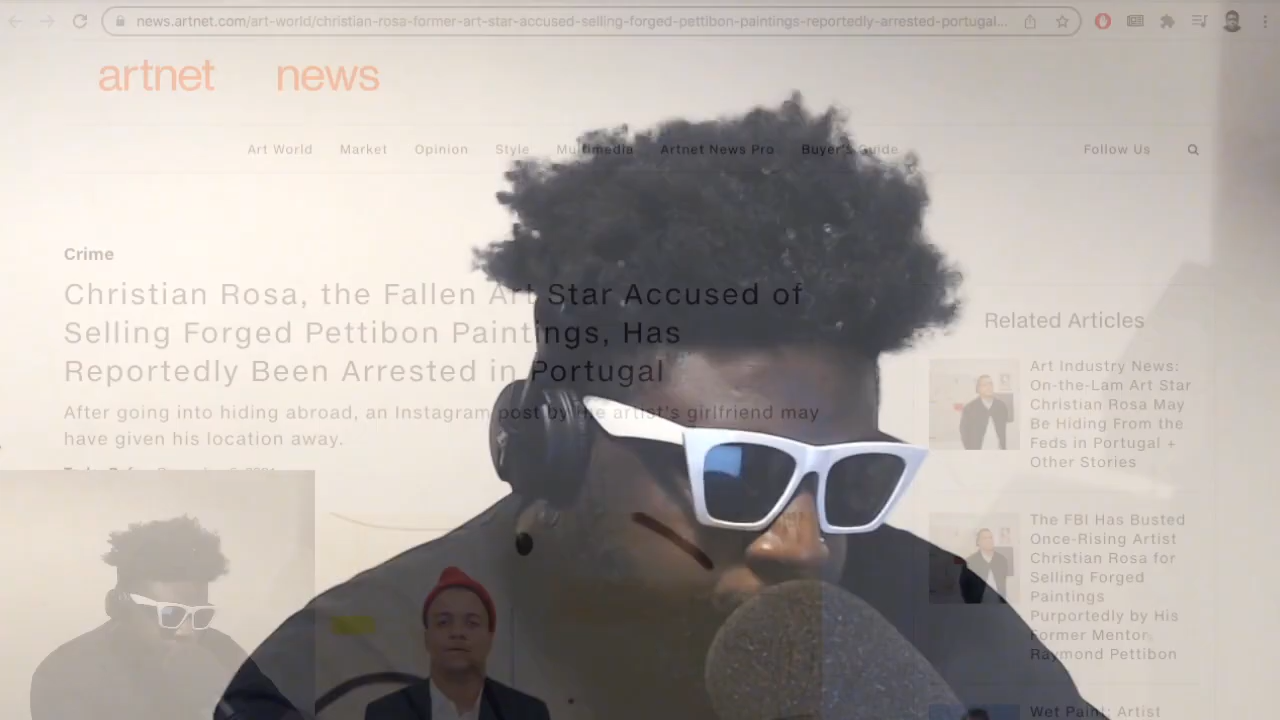 news.artnet.com/art-world/christian-rosa-former-art-star-accused-selling-forged-pettibon-paintings-reportedly-arrested-portugal...
artnet news
Art World Market Opinion Style Multimedia Artnet News Pro Buyer's Guide Follow Us
Crime
Christian Rosa, the Fallen Art Star Accused of
Selling Forged Pettibon Paintings, Has
Reportedly Been Arrested in Portugal
After going into hiding abroad, an Instagram post by the artist's girlfriend may
have given his location away.
Related Articles
Art Industry News:
On-the-Lam Art Star
Christian Rosa May
Be Hiding From the
Feds in Portugal +
Other Stories
The FBI Has Busted
Once-Rising Artist
Christian Rosa for
Selling Forged
Paintings
Purportedly by His
Former Mentor
Raymond Pettibon
Wet Paint: Artist